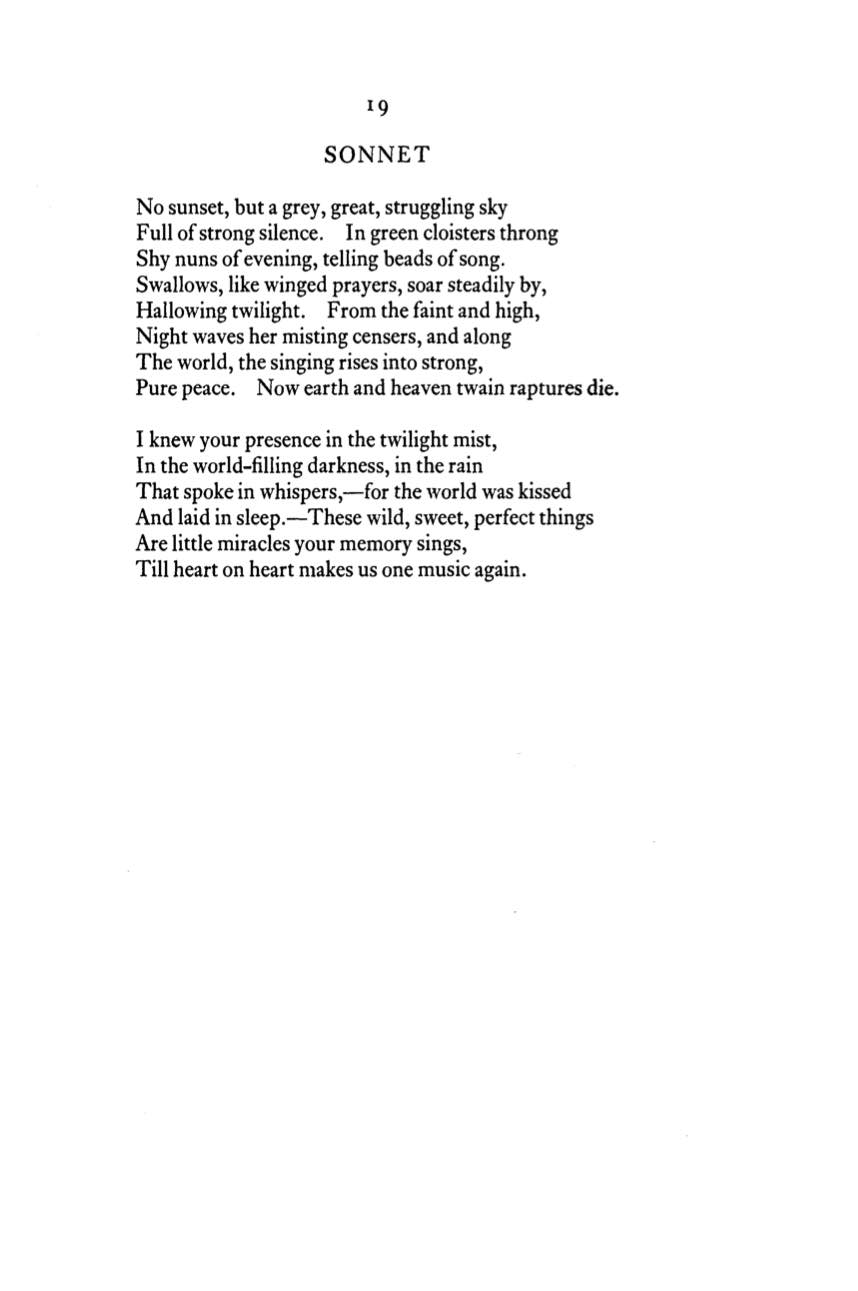 19
SONNET
No sunset, but a grey, great, struggling sky
Full of strong silence. In green cloisters throng
Shy nuns of evening, telling beads of song.
Swallows, like winged prayers, soar steadily by,
Hallowing twilight. From the faint and high,
Night waves her misting censers, and along
The world, the singing rises into strong,
Pure peace. Now earth and heaven twain raptures die.
I knew your presence in the twilight mist,
In the world-filling darkness, in the rain
That spoke in whispers,—for the world was kissed
And laid in sleep.—These wild, sweet, perfect things
Are little miracles your memory sings,
Till heart on heart makes us one music again.